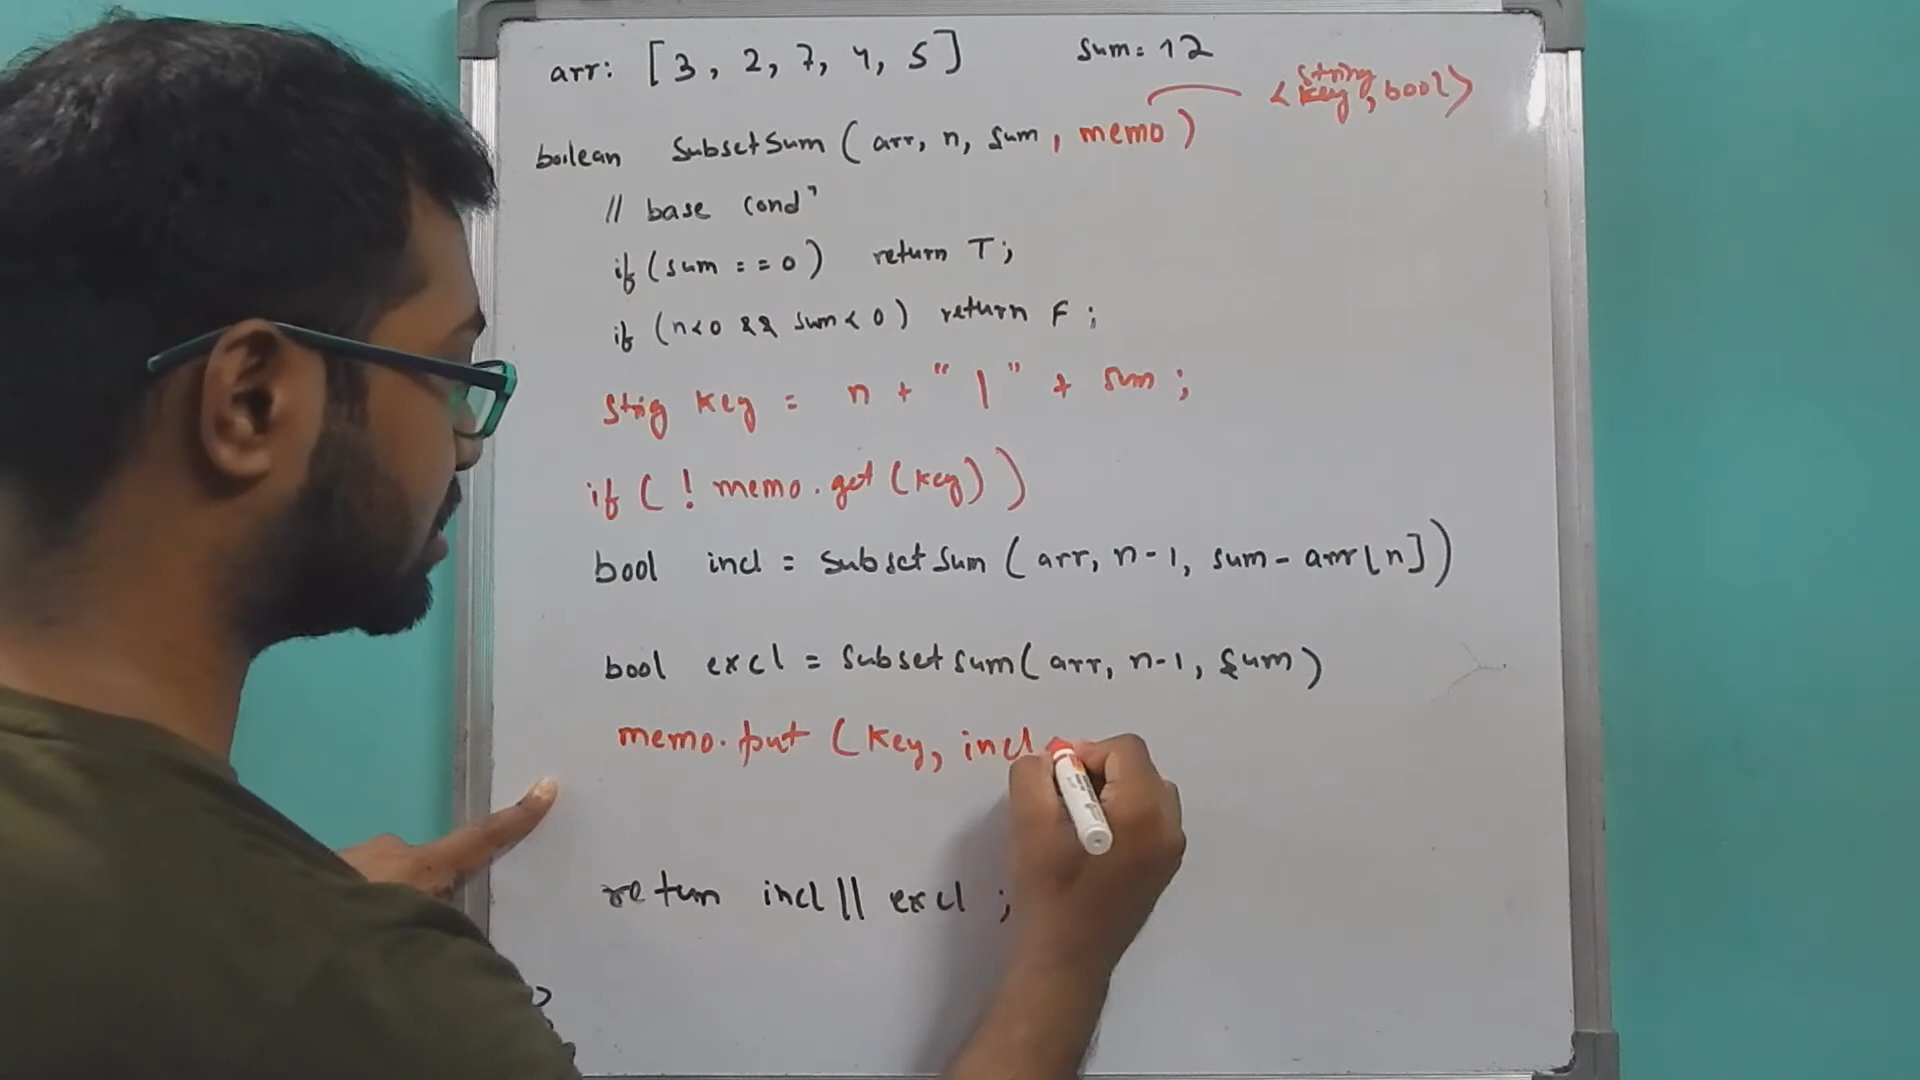 arr: [3, 2, 7, 4, 5] sum = 12
boolean SubsetSum (arr, n, sum, memo) <String key, bool>
// base condn
if (sum == 0) return T;
if (n<0 && sum<0) return F;
Strig Key = n + "|" + sum;
if (! memo.get(key))
bool incl = SubsetSum (arr, n-1, sum - arr[n])
bool excl = Subsetsum(arr, n-1, sum)
memo.put (Key, incl
return incl || excl ;